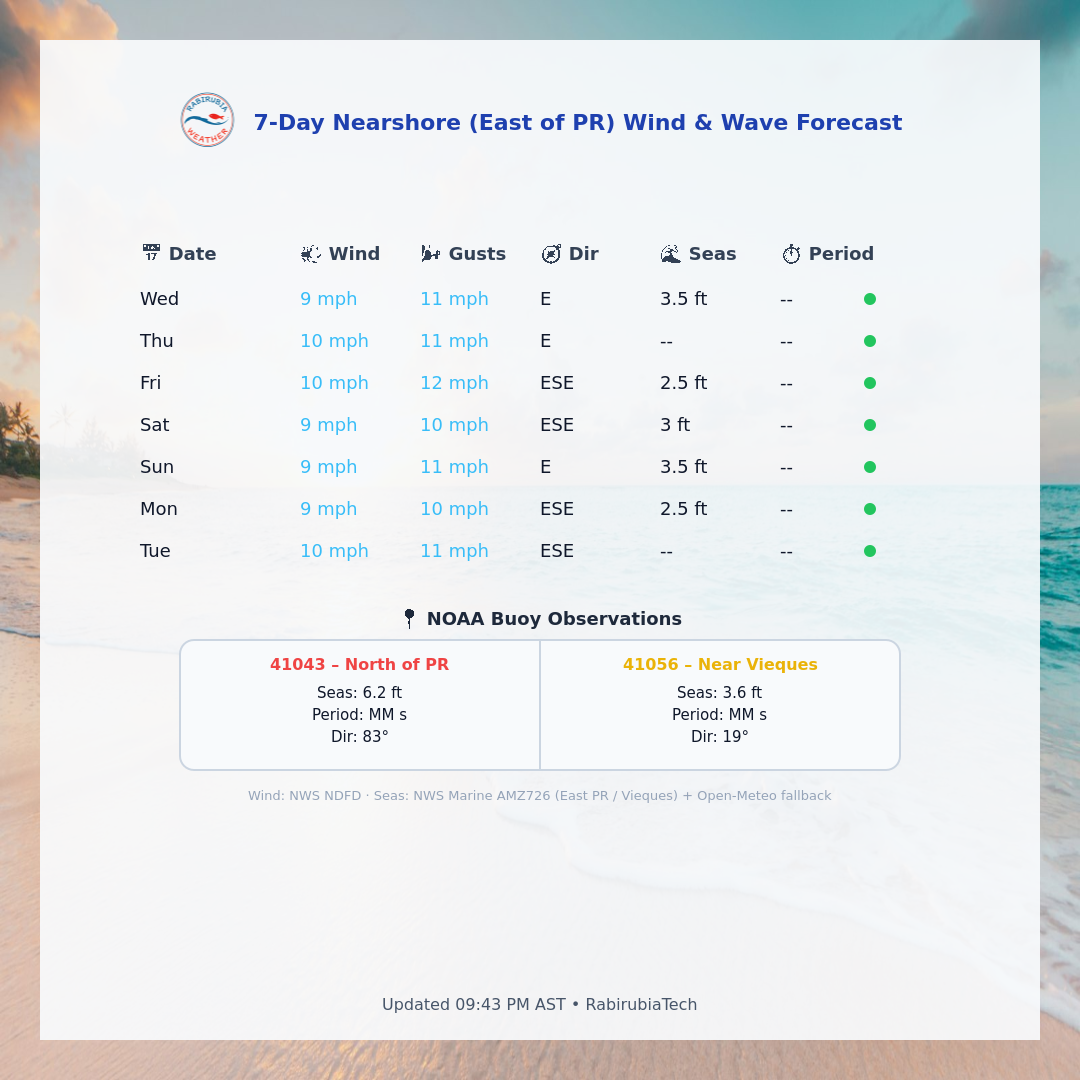 RABIRUBIA
WEATHER
7-Day Nearshore (East of PR) Wind & Wave Forecast
17 Date Wind Gusts Dir Seas Period
Wed 9 mph 11 mph E 3.5 ft --
Thu 10 mph 11 mph E -- --
Fri 10 mph 12 mph ESE 2.5 ft --
Sat 9 mph 10 mph ESE 3 ft --
Sun 9 mph 11 mph E 3.5 ft --
Mon 9 mph 10 mph ESE 2.5 ft --
Tue 10 mph 11 mph ESE -- --
NOAA Buoy Observations
41043 – North of PR
Seas: 6.2 ft
Period: MM s
Dir: 83°
41056 – Near Vieques
Seas: 3.6 ft
Period: MM s
Dir: 19°
Wind: NWS NDFD · Seas: NWS Marine AMZ726 (East PR / Vieques) + Open-Meteo fallback
Updated 09:43 PM AST • RabirubiaTech